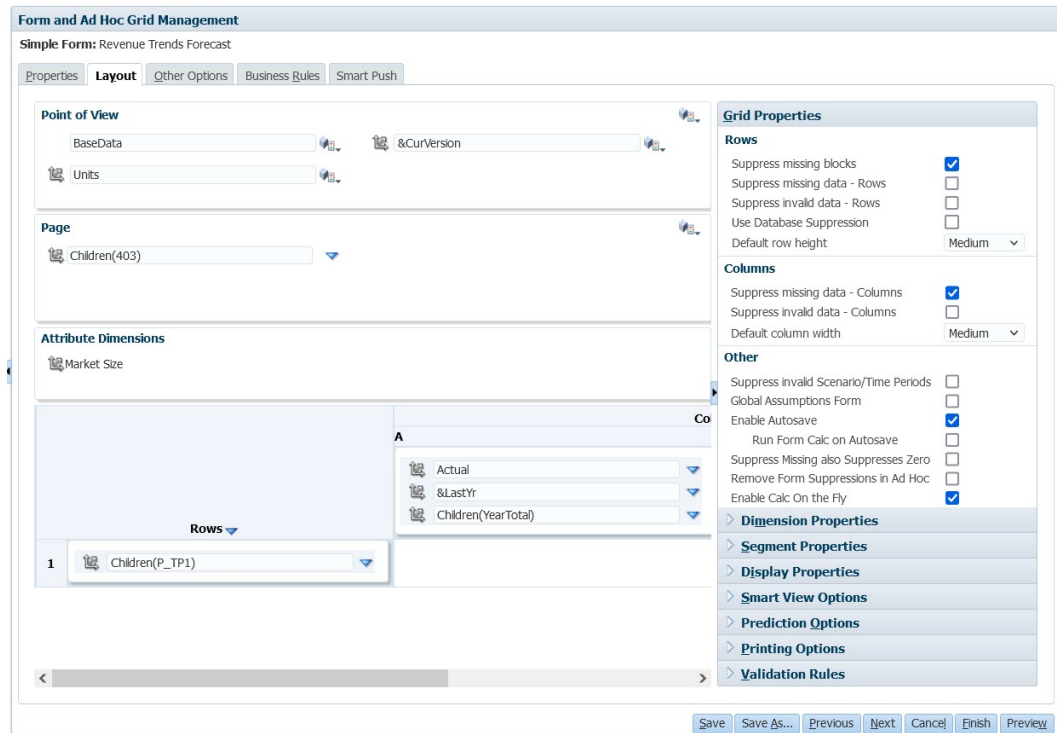 Form and Ad Hoc Grid Management
Simple Form: Revenue Trends Forecast
Properties Layout Other Options Business Rules Smart Push
Point of View
BaseData &CurVersion
Units
Page
Children(403)
Attribute Dimensions
Market Size
A
Actual
&LastYr
Children(YearTotal)
Rows
1 Children(P_TP1)
Grid Properties
Rows
Suppress missing blocks
Suppress missing data - Rows
Suppress invalid data - Rows
Use Database Suppression
Default row height Medium
Columns
Suppress missing data - Columns
Suppress invalid data - Columns
Default column width Medium
Other
Suppress invalid Scenario/Time Periods
Global Assumptions Form
Enable Autosave
Run Form Calc on Autosave
Suppress Missing also Suppresses Zero
Remove Form Suppressions in Ad Hoc
Enable Calc On the Fly
Dimension Properties
Segment Properties
Display Properties
Smart View Options
Prediction Options
Printing Options
Validation Rules
Save Save As... Previous Next Cancel Finish Preview